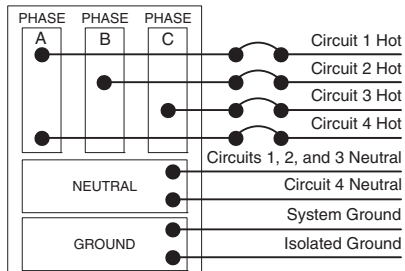 PHASE PHASE PHASE
A B C
Circuit 1 Hot
Circuit 2 Hot
Circuit 3 Hot
Circuit 4 Hot
Circuits 1, 2, and 3 Neutral
NEUTRAL
Circuit 4 Neutral
System Ground
GROUND
Isolated Ground